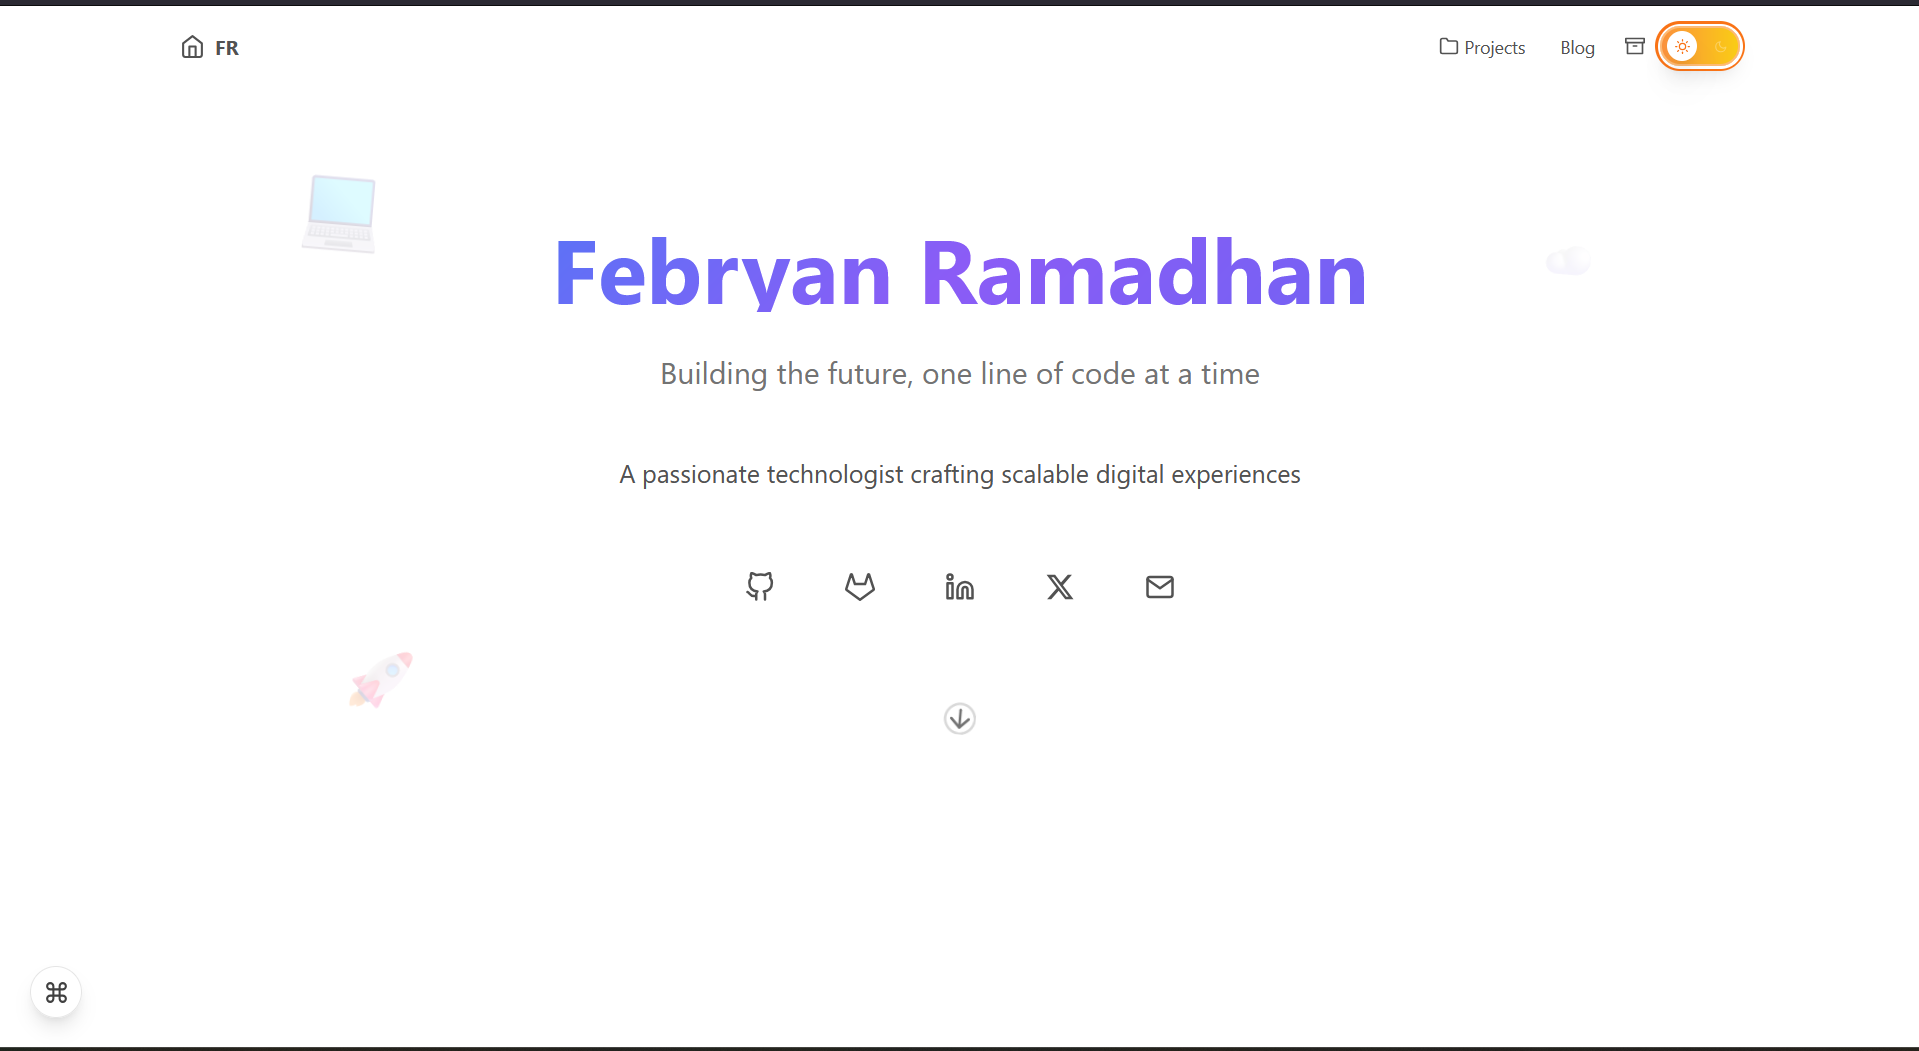 FR
Projects
Blog
Febryan Ramadhan
Building the future, one line of code at a time
A passionate technologist crafting scalable digital experiences